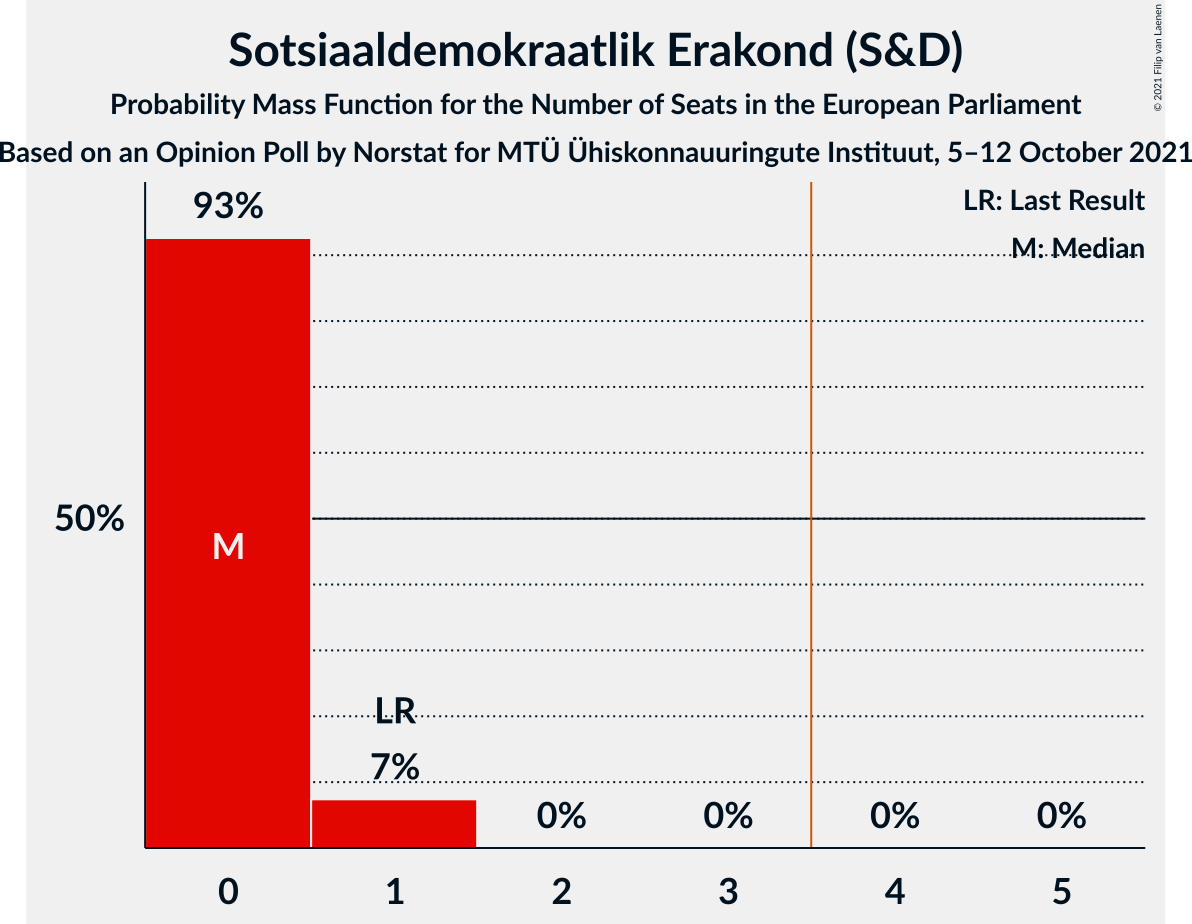 Sotsiaaldemokraatlik Erakond (S&D)
Probability Mass Function for the Number of Seats in the European Parliament
Based on an Opinion Poll by Norstat for MTÜ Ühiskonnauuringute Instituut, 5–12 October 2021
© 2021 Filip van Laenen
LR: Last Result
M: Median
93%
50%
M
LR
7%
0%
0%
0%
0%
0
1
2
3
4
5